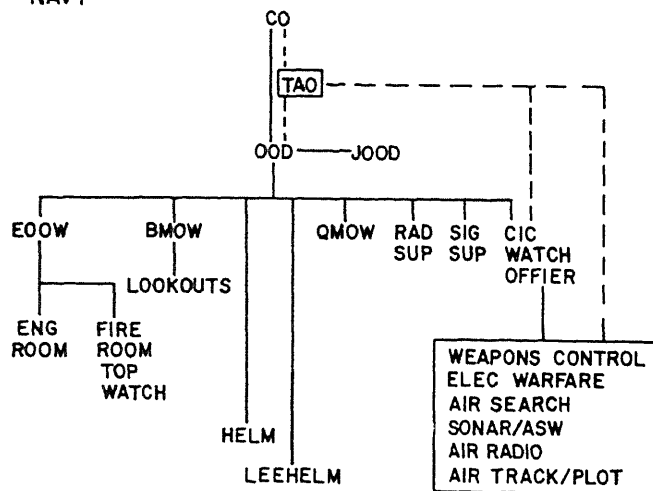 NAVY
CO
TAO
OOD JOOD
EOOW BMOW QMOW RAD SUP SIG SUP CIC WATCH OFFIER
LOOKOUTS
ENG ROOM
FIRE ROOM TOP WATCH
HELM
LEEHELM
WEAPONS CONTROL
ELEC WARFARE
AIR SEARCH
SONAR/ASW
AIR RADIO
AIR TRACK/PLOT